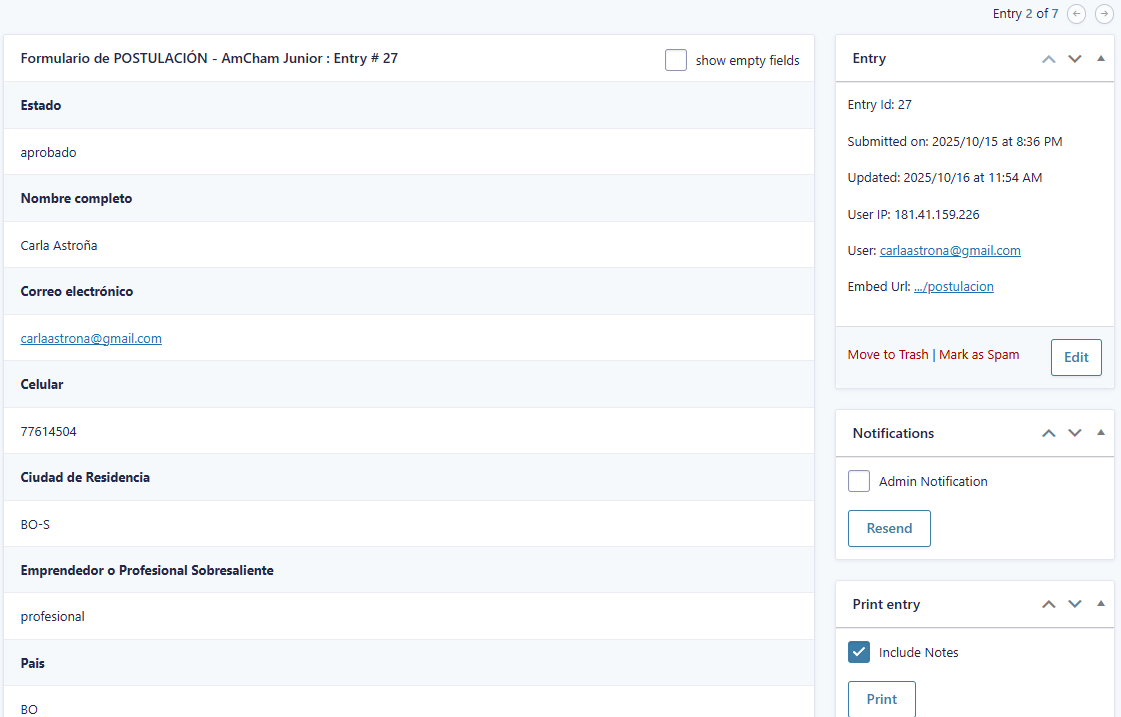 Entry 2 of 7
Formulario de POSTULACIÓN - AmCham Junior : Entry # 27
show empty fields
Estado
aprobado
Nombre completo
Carla Astroña
Correo electrónico
carlaastrona@gmail.com
Celular
77614504
Ciudad de Residencia
BO-S
Emprendedor o Profesional Sobresaliente
profesional
Pais
BO
Entry
Entry Id: 27
Submitted on: 2025/10/15 at 8:36 PM
Updated: 2025/10/16 at 11:54 AM
User IP: 181.41.159.226
User: carlaastrona@gmail.com
Embed Url: .../postulacion
Move to Trash | Mark as Spam
Edit
Notifications
Admin Notification
Resend
Print entry
Include Notes
Print